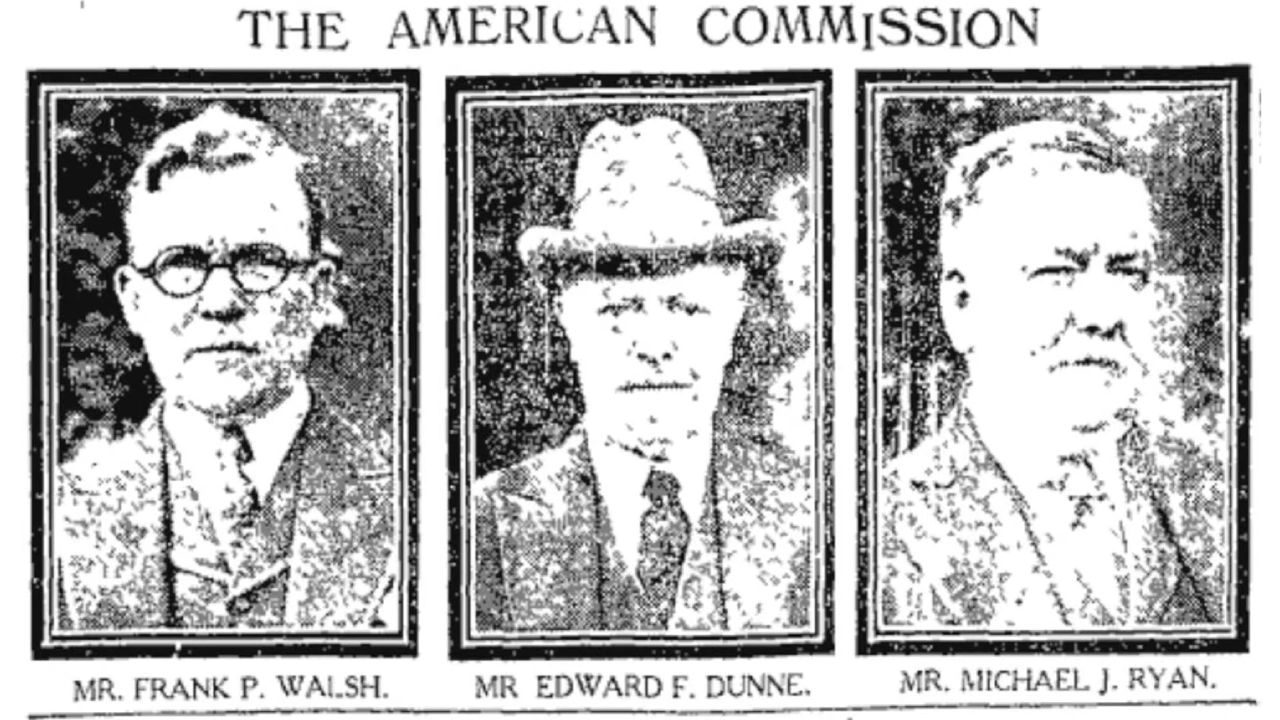 THE AMERICAN COMMISSION
MR. FRANK P. WALSH.
MR EDWARD F. DUNNE.
MR. MICHAEL J. RYAN.